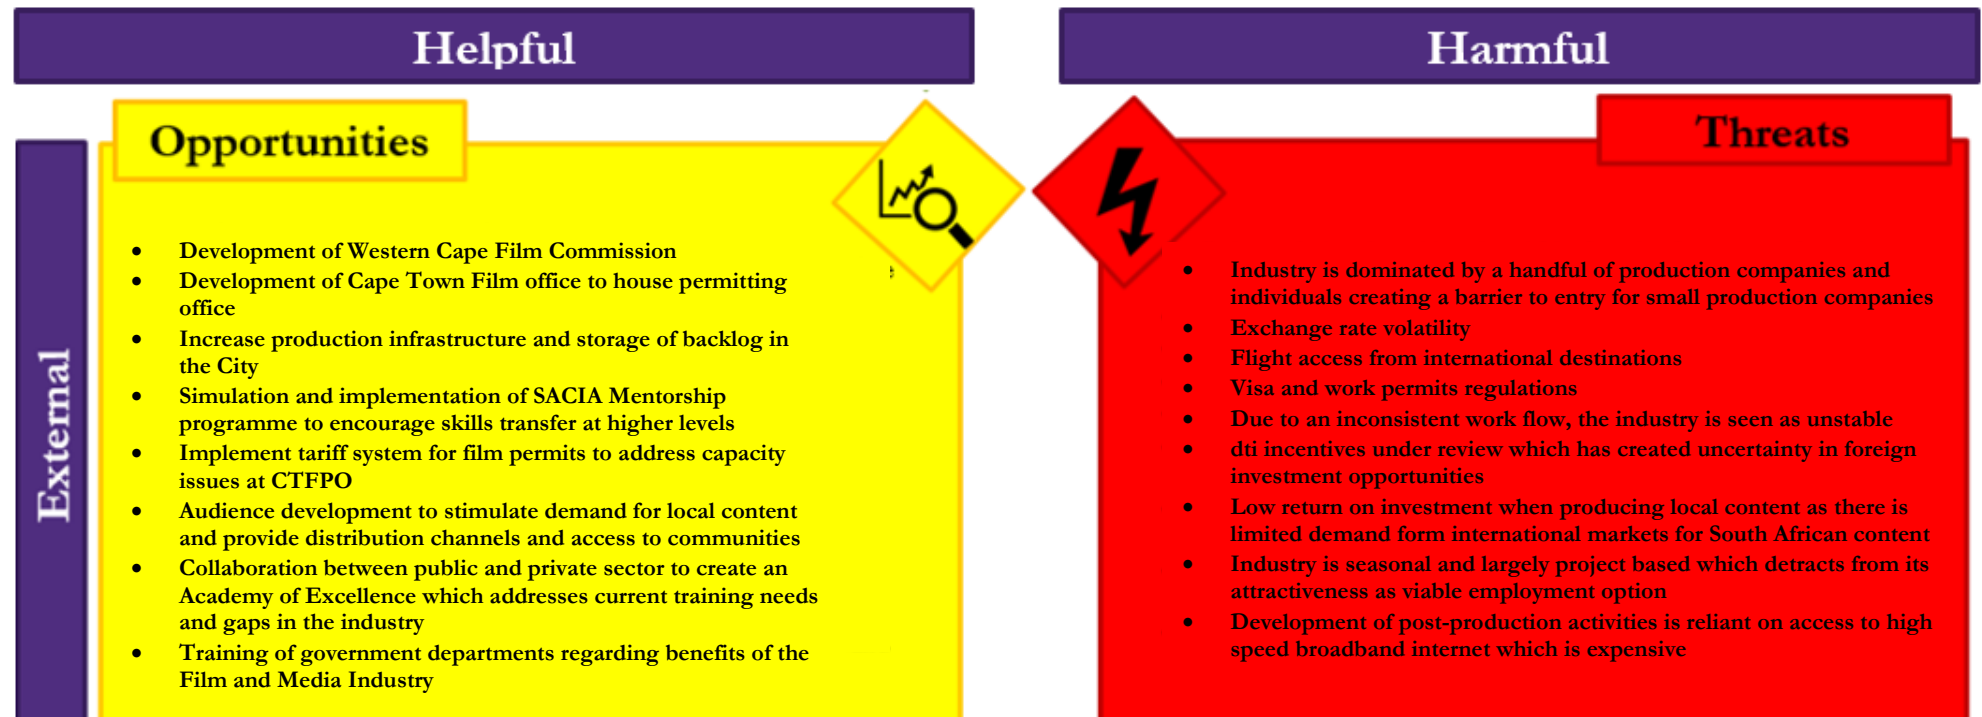 Helpful
Harmful
External
Opportunities
• Development of Western Cape Film Commission
• Development of Cape Town Film office to house permitting
office
• Increase production infrastructure and storage of backlog in
the City
• Simulation and implementation of SACIA Mentorship
programme to encourage skills transfer at higher levels
• Implement tariff system for film permits to address capacity
issues at CTFPO
• Audience development to stimulate demand for local content
and provide distribution channels and access to communities
• Collaboration between public and private sector to create an
Academy of Excellence which addresses current training needs
and gaps in the industry
• Training of government departments regarding benefits of the
Film and Media Industry
Threats
• Industry is dominated by a handful of production companies and
individuals creating a barrier to entry for small production companies
• Exchange rate volatility
• Flight access from international destinations
• Visa and work permits regulations
• Due to an inconsistent work flow, the industry is seen as unstable
• dti incentives under review which has created uncertainty in foreign
investment opportunities
• Low return on investment when producing local content as there is
limited demand form international markets for South African content
• Industry is seasonal and largely project based which detracts from its
attractiveness as viable employment option
• Development of post-production activities is reliant on access to high
speed broadband internet which is expensive